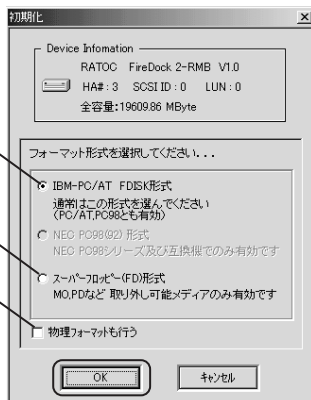 初期化
Device Infomation
RATOC FireDock 2-RMB V1.0
HA#:3 SCSI ID:0 LUN:0
全容量:19609.86 MByte
フォーマット形式を選択してください...
IBM-PC/AT FDISK形式
通常はこの形式を選んでください
(PC/AT,PC98とも有効)
NEC PC98(92) 形式
NEC PC98シリーズ及び互換機でのみ有効です
スーパーフロッピー(FD)形式
MO,PDなど 取り外し可能メディアのみ有効です
物理フォーマットも行う
OK
キャンセル